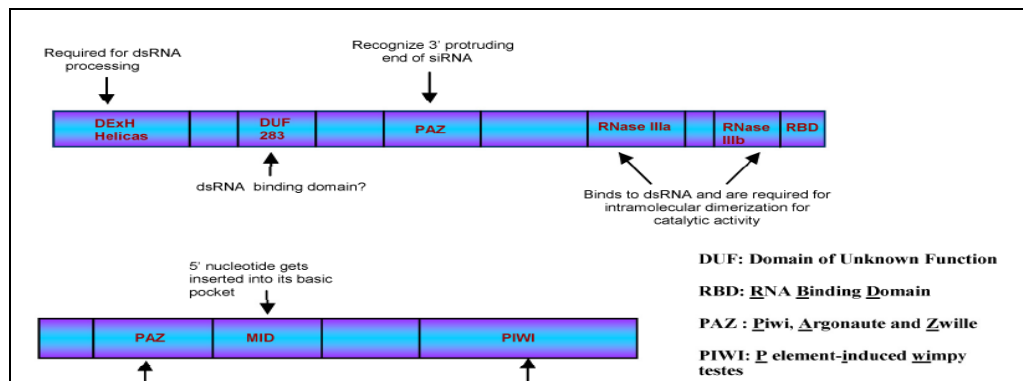 Required for dsRNA
processing
Recognize 3’ protruding
end of siRNA
DExH
Helicas
DUF
283
PAZ
RNase IIIa
RNase
IIIb
RBD
dsRNA binding domain?
Binds to dsRNA and are required for
intramolecular dimerization for
catalytic activity
5’ nucleotide gets
inserted into its basic
pocket
PAZ
MID
PIWI
DUF: Domain of Unknown Function
RBD: RNA Binding Domain
PAZ : Piwi, Argonaute and Zwille
PIWI: P element-induced wimpy
testes